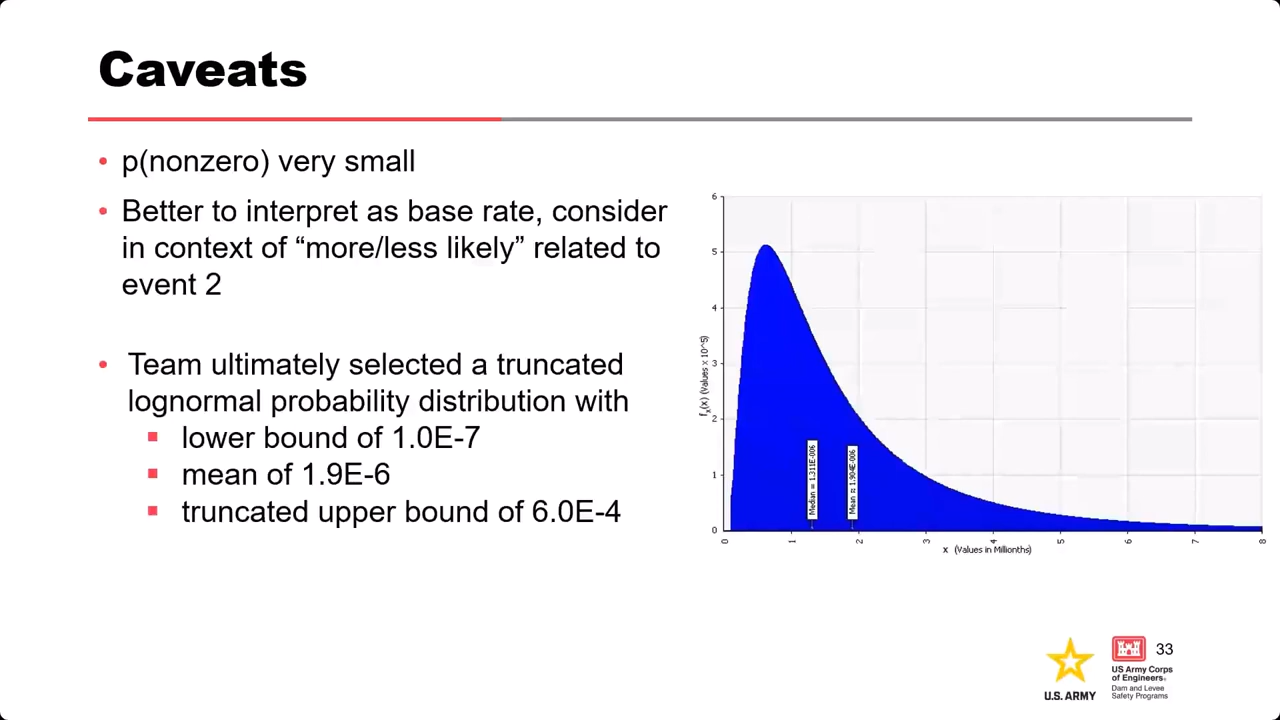 Caveats
• p(nonzero) very small
• Better to interpret as base rate, consider
in context of “more/less likely” related to
event 2
• Team ultimately selected a truncated
lognormal probability distribution with
▪ lower bound of 1.0E-7
▪ mean of 1.9E-6
▪ truncated upper bound of 6.0E-4
6
5
4
3
2
1
0
fx(x) (Values x 10^5)
Median = 1.311E-006
Mean = 1.904E-006
0 1 2 3 4 5 6 7 8
x (Values in Millionths)
U.S. ARMY
US Army Corps
of Engineers®
Dam and Levee
Safety Programs
33